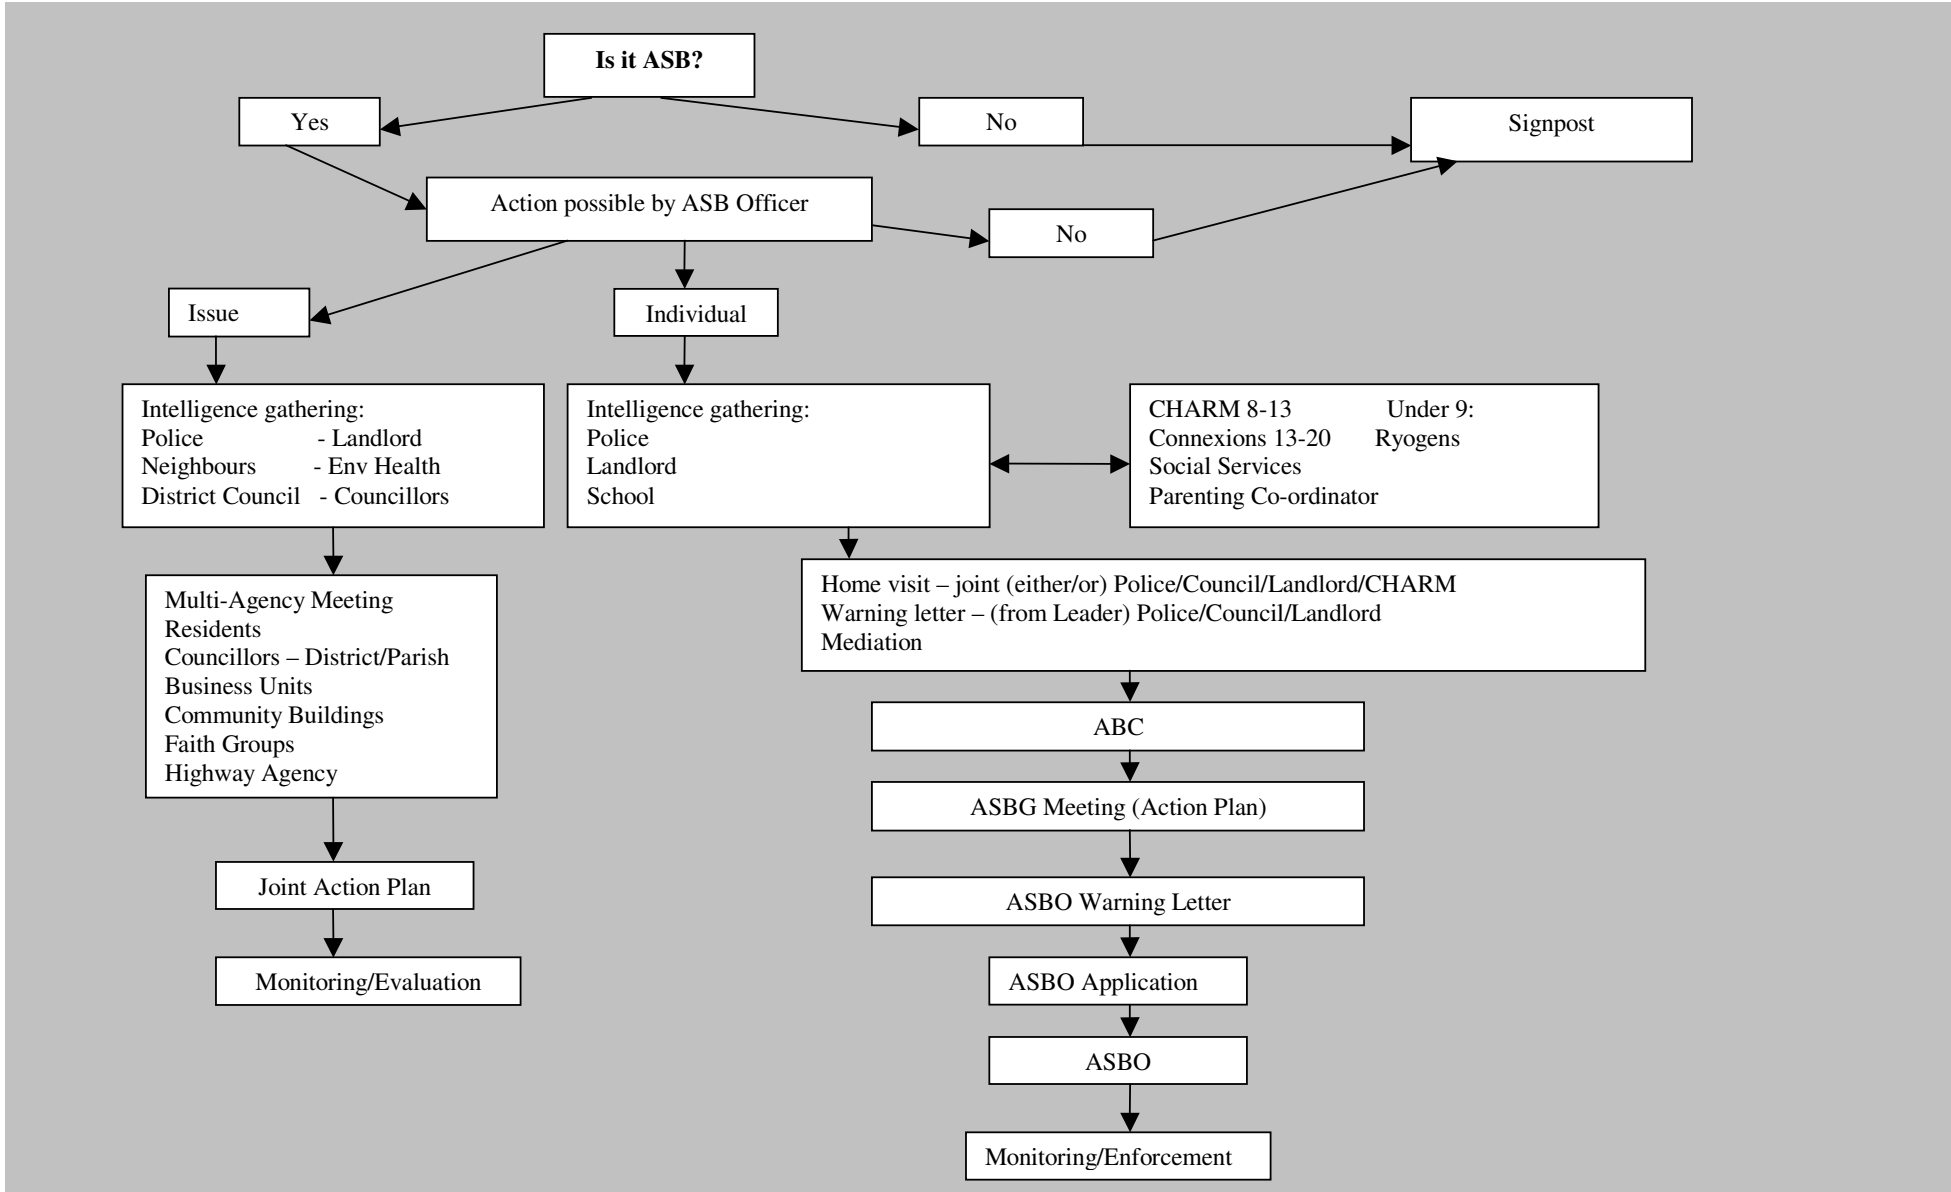 Is it ASB?
Yes
No
Signpost
Action possible by ASB Officer
No
Issue
Individual
Intelligence gathering:
Police - Landlord
Neighbours - Env Health
District Council - Councillors
Intelligence gathering:
Police
Landlord
School
CHARM 8-13 Under 9:
Connexions 13-20 Ryogens
Social Services
Parenting Co-ordinator
Multi-Agency Meeting
Residents
Councillors – District/Parish
Business Units
Community Buildings
Faith Groups
Highway Agency
Home visit – joint (either/or) Police/Council/Landlord/CHARM
Warning letter – (from Leader) Police/Council/Landlord
Mediation
ABC
ASBG Meeting (Action Plan)
Joint Action Plan
ASBO Warning Letter
Monitoring/Evaluation
ASBO Application
ASBO
Monitoring/Enforcement